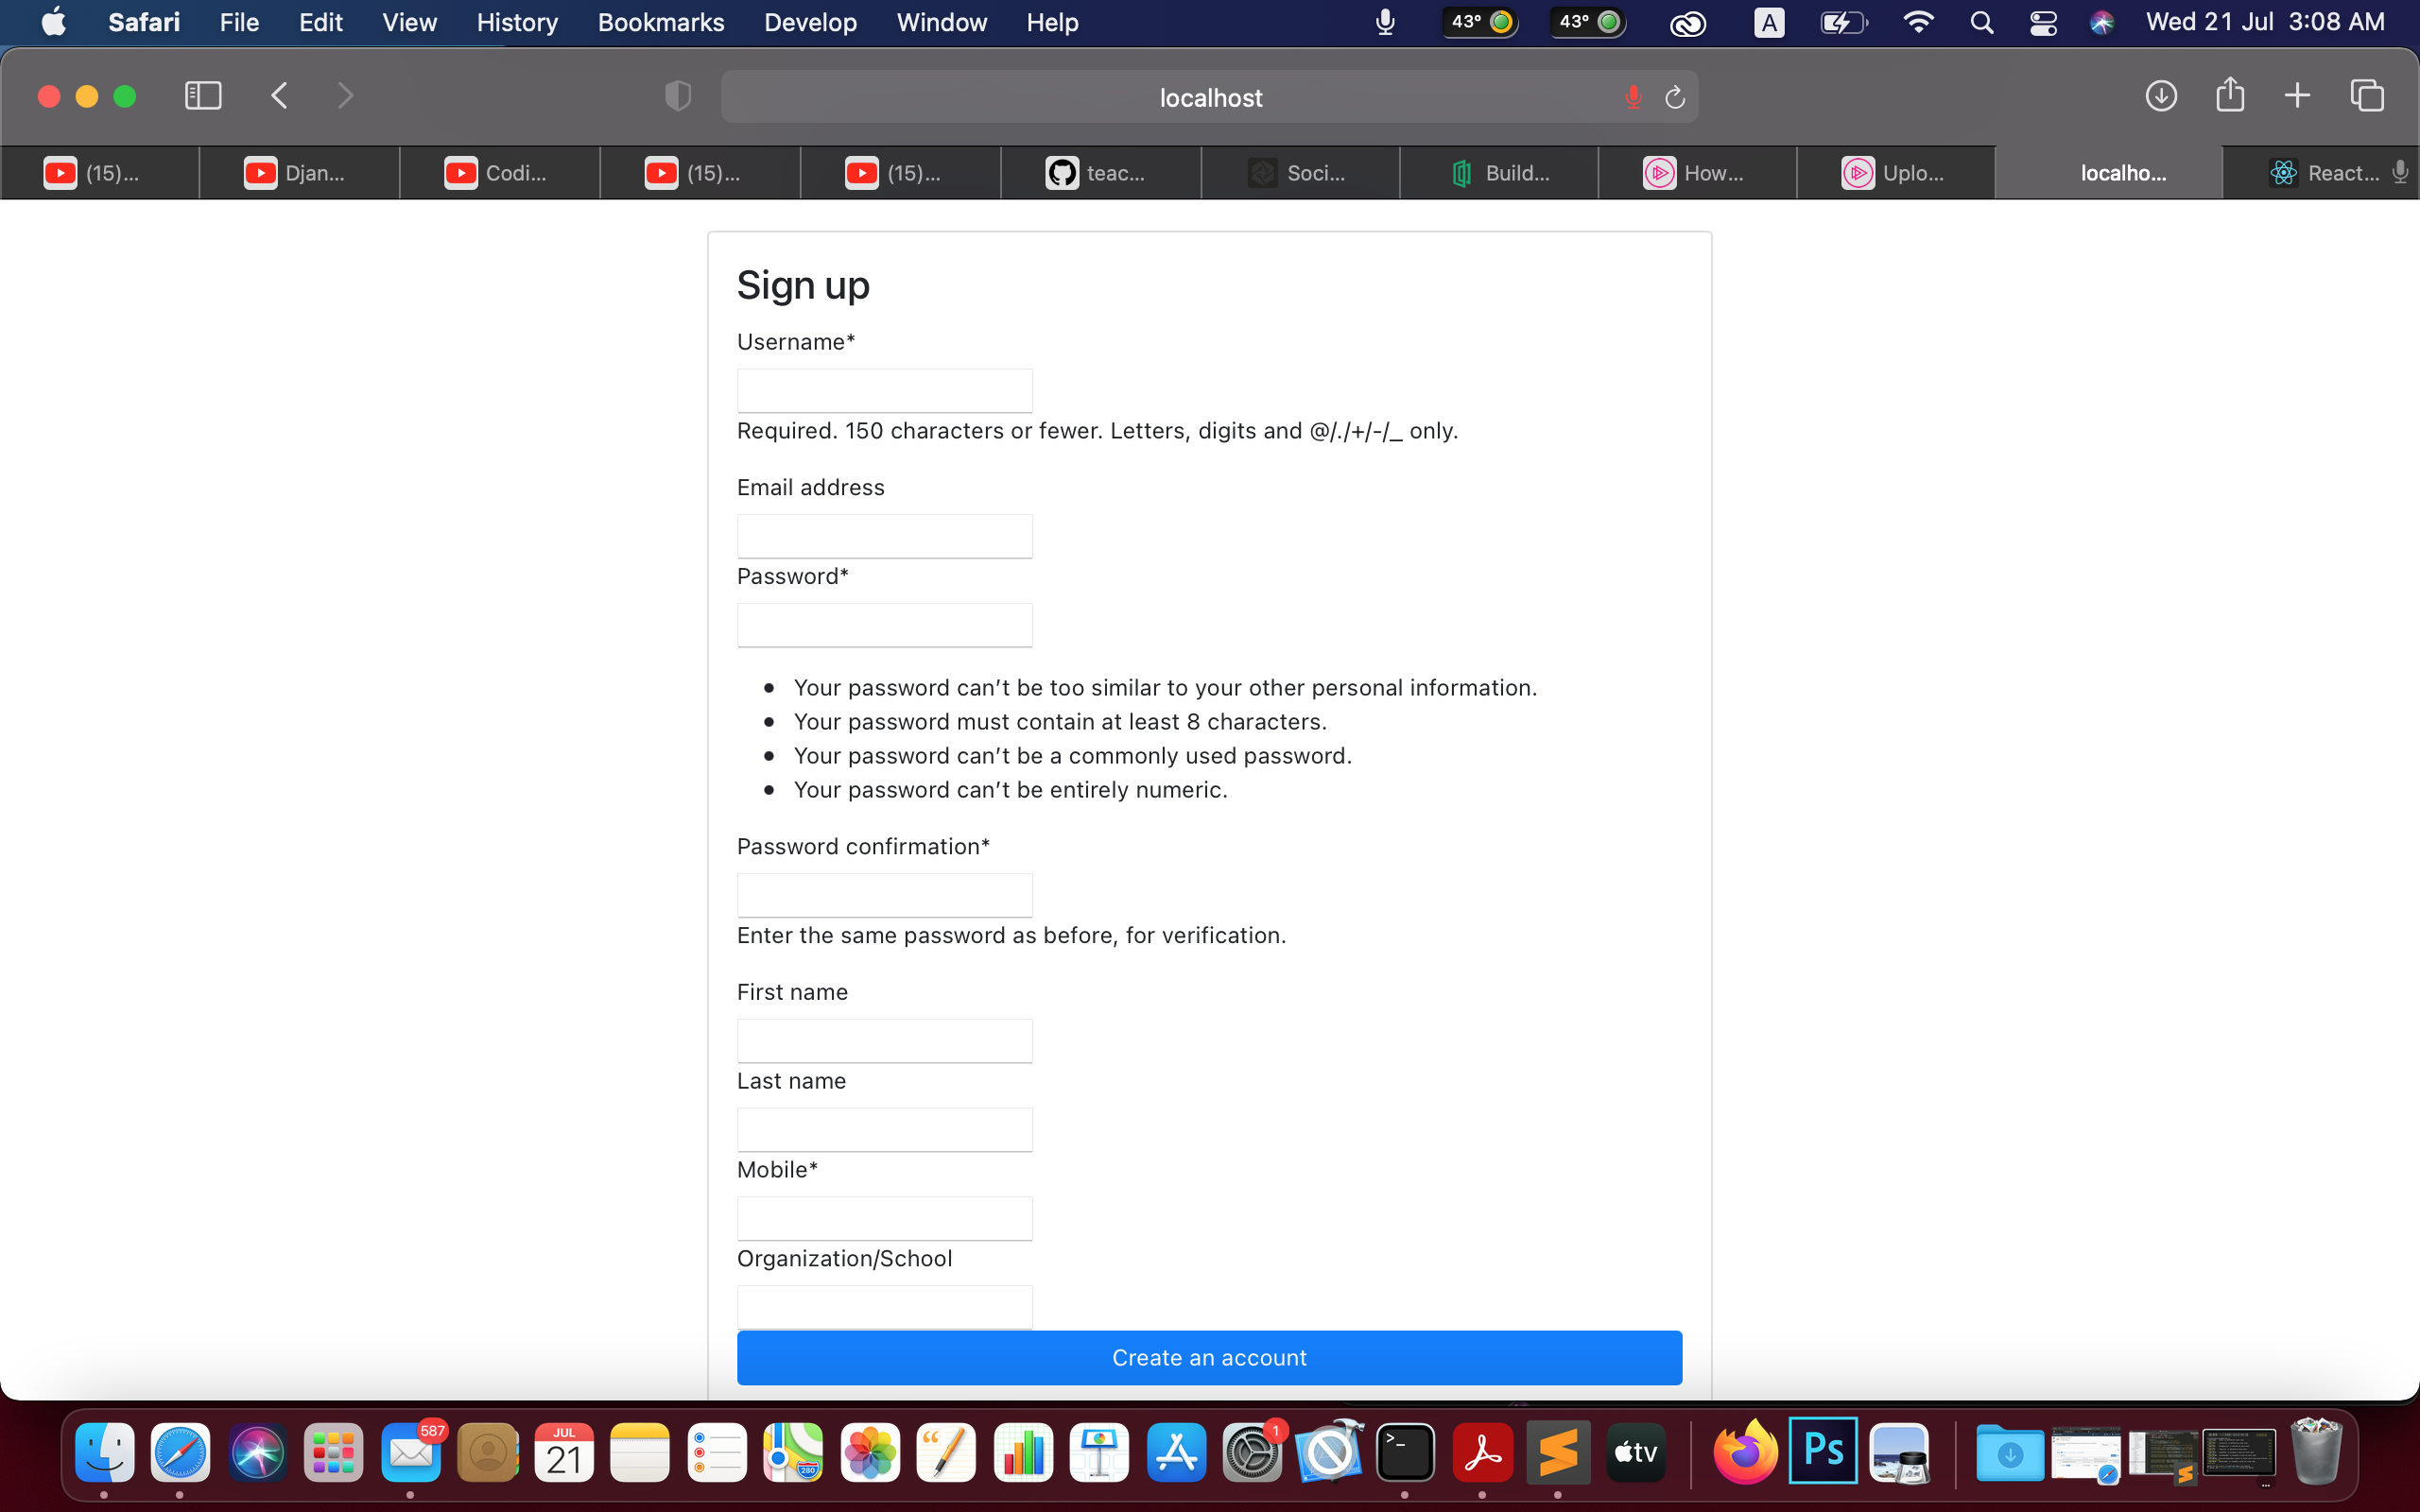 Safari File Edit View History Bookmarks Develop Window Help 43° 43° A Wed 21 Jul 3:08 AM
localhost
(15)... Djan... Codi... (15)... (15)... teac... Soci... Build... How... Uplo... localho... React...
Sign up
Username*
Required. 150 characters or fewer. Letters, digits and @/./+/-/_ only.
Email address
Password*
Your password can’t be too similar to your other personal information.
Your password must contain at least 8 characters.
Your password can’t be a commonly used password.
Your password can’t be entirely numeric.
Password confirmation*
Enter the same password as before, for verification.
First name
Last name
Mobile*
Organization/School
Create an account
587 JUL 21 280 1 >_ tv Ps